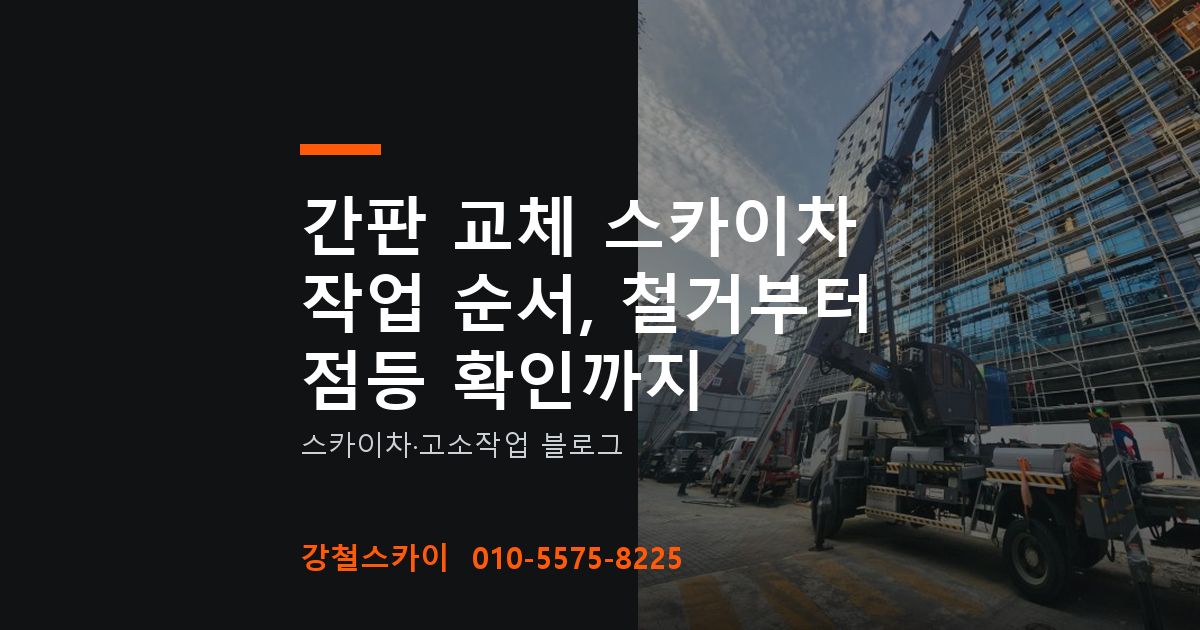 간판 교체 스카이차
작업 순서, 철거부터
점등 확인까지
스카이차·고소작업 블로그
강철스카이 010-5575-8225